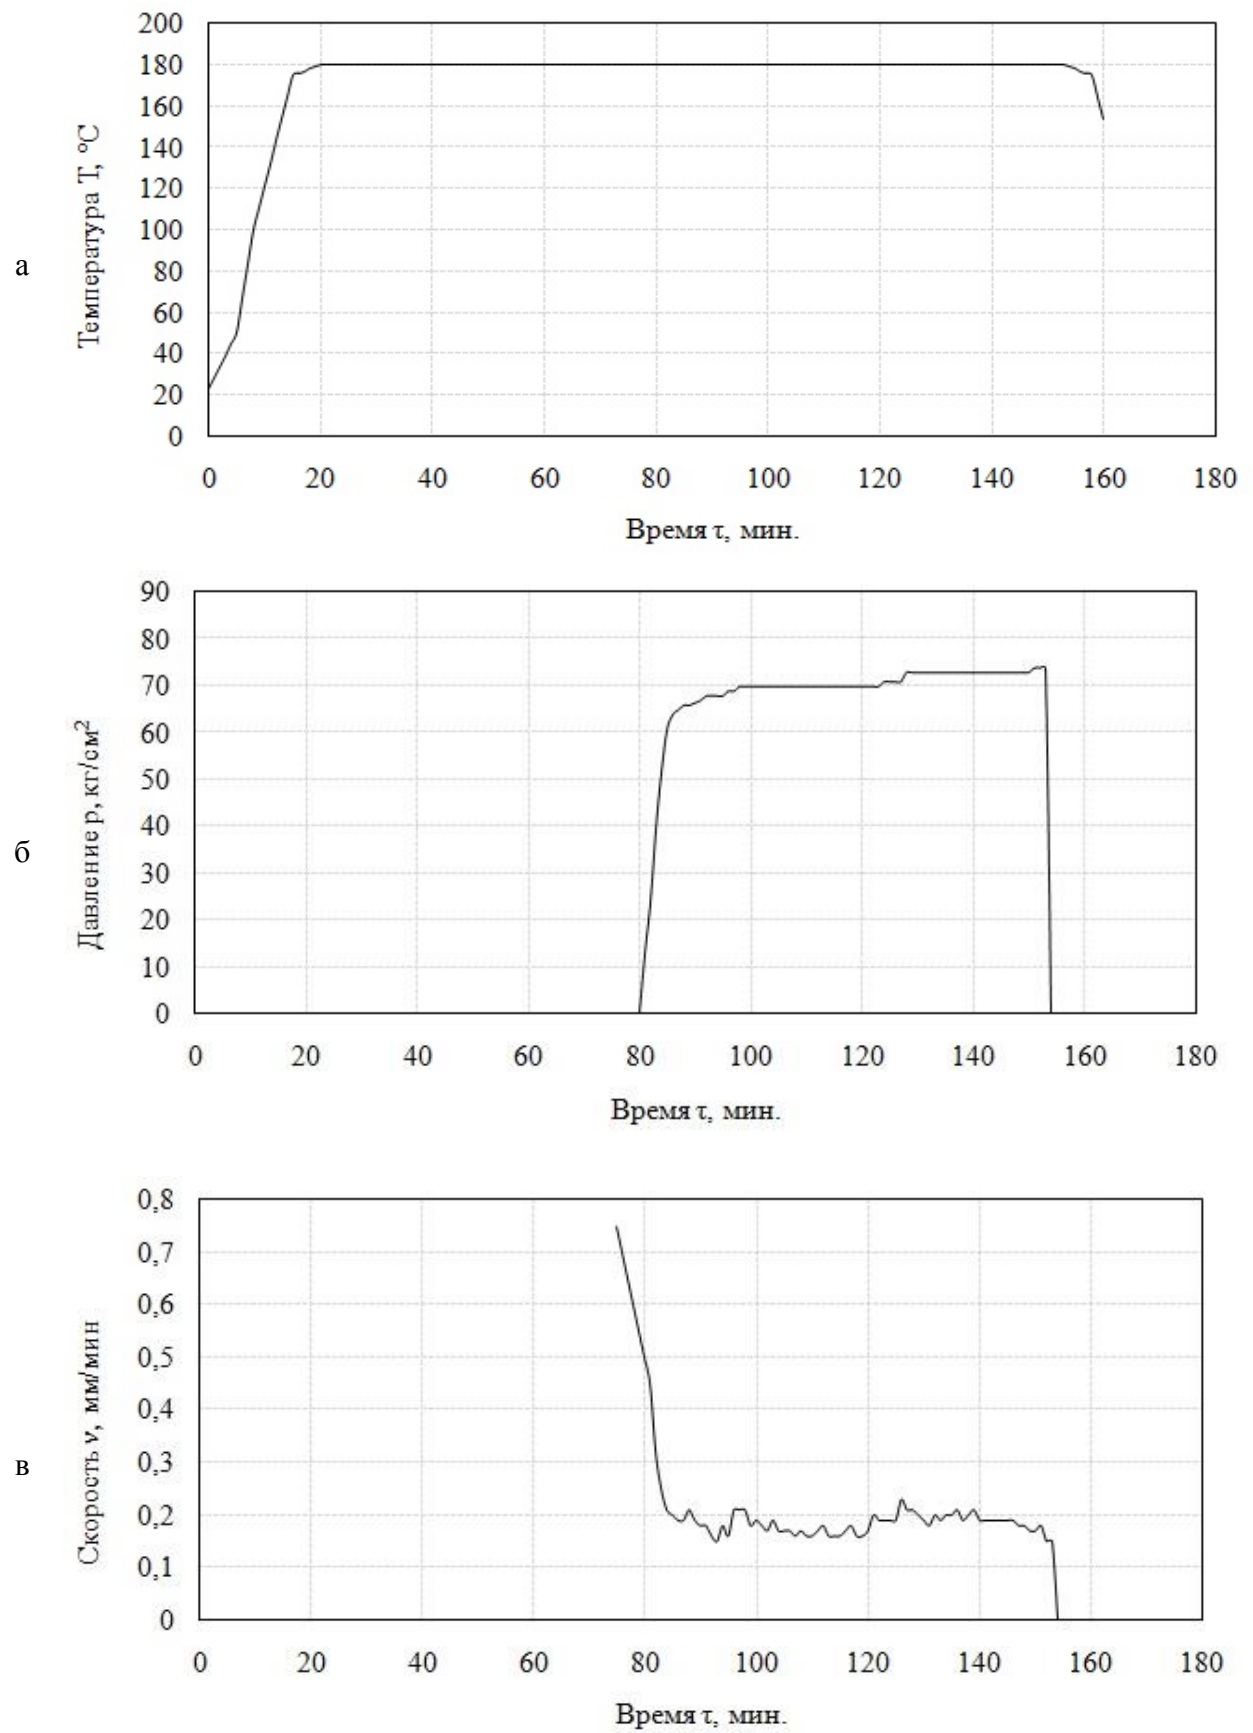 а
Температура Т, °С
200
180
160
140
120
100
80
60
40
20
0
0 20 40 60 80 100 120 140 160 180
Время τ, мин.
б
Давление р, кг/см²
90
80
70
60
50
40
30
20
10
0
0 20 40 60 80 100 120 140 160 180
Время τ, мин.
в
Скорость v, мм/мин
0,8
0,7
0,6
0,5
0,4
0,3
0,2
0,1
0
0 20 40 60 80 100 120 140 160 180
Время τ, мин.